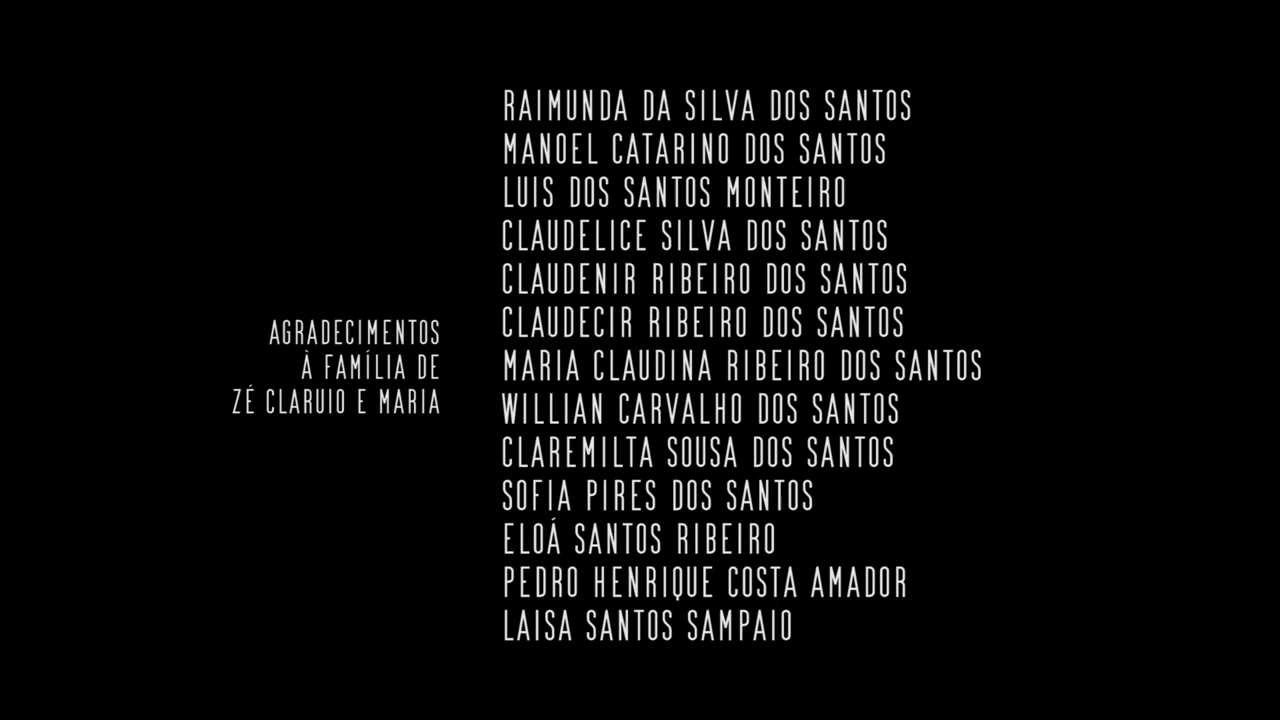 AGRADECIMENTOS
À FAMÍLIA DE
ZÉ CLARUIO E MARIA
RAIMUNDA DA SILVA DOS SANTOS
MANOEL CATARINO DOS SANTOS
LUIS DOS SANTOS MONTEIRO
CLAUDELICE SILVA DOS SANTOS
CLAUDENIR RIBEIRO DOS SANTOS
CLAUDECIR RIBEIRO DOS SANTOS
MARIA CLAUDINA RIBEIRO DOS SANTOS
WILLIAN CARVALHO DOS SANTOS
CLAREMILTA SOUSA DOS SANTOS
SOFIA PIRES DOS SANTOS
ELOÁ SANTOS RIBEIRO
PEDRO HENRIQUE COSTA AMADOR
LAISA SANTOS SAMPAIO